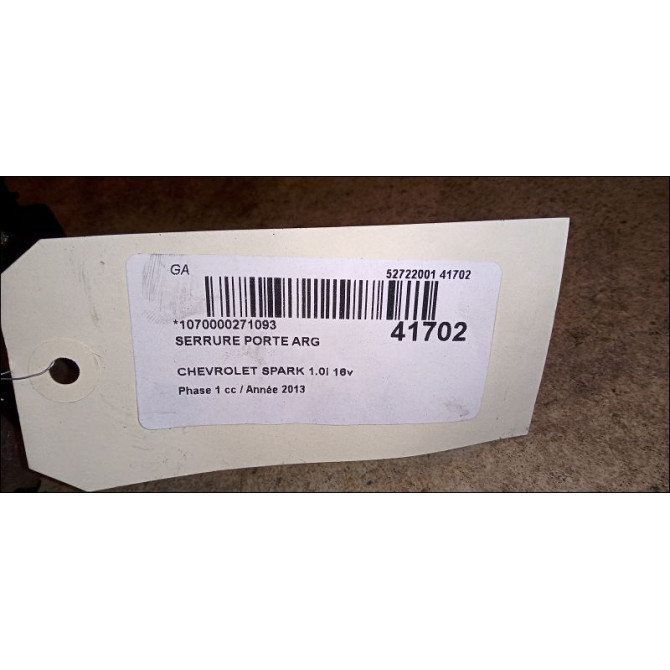 GA
52722001 41702
*1070000271093
41702
SERRURE PORTE ARG
CHEVROLET SPARK 1.0i 16v
Phase 1 cc / Année 2013